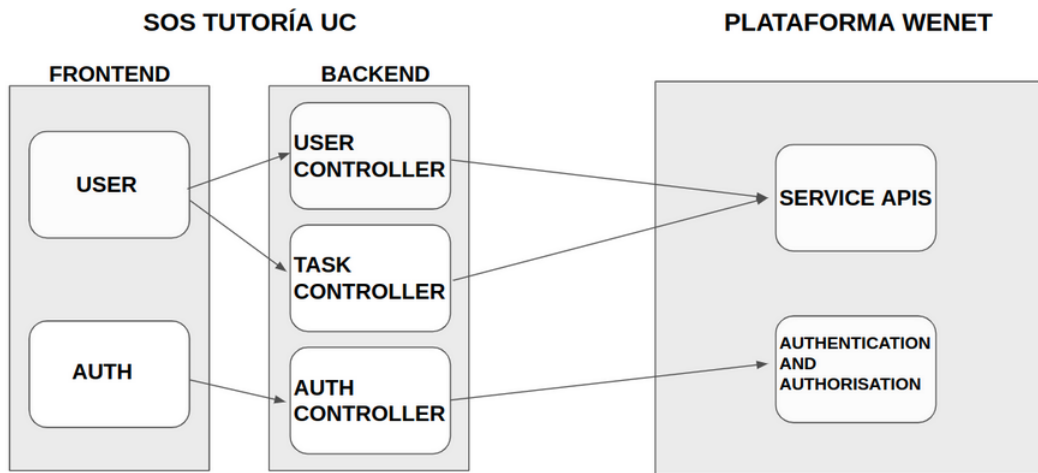 SOS TUTORÍA UC
PLATAFORMA WENET
FRONTEND
BACKEND
USER
AUTH
USER
CONTROLLER
TASK
CONTROLLER
AUTH
CONTROLLER
SERVICE APIS
AUTHENTICATION
AND
AUTHORISATION